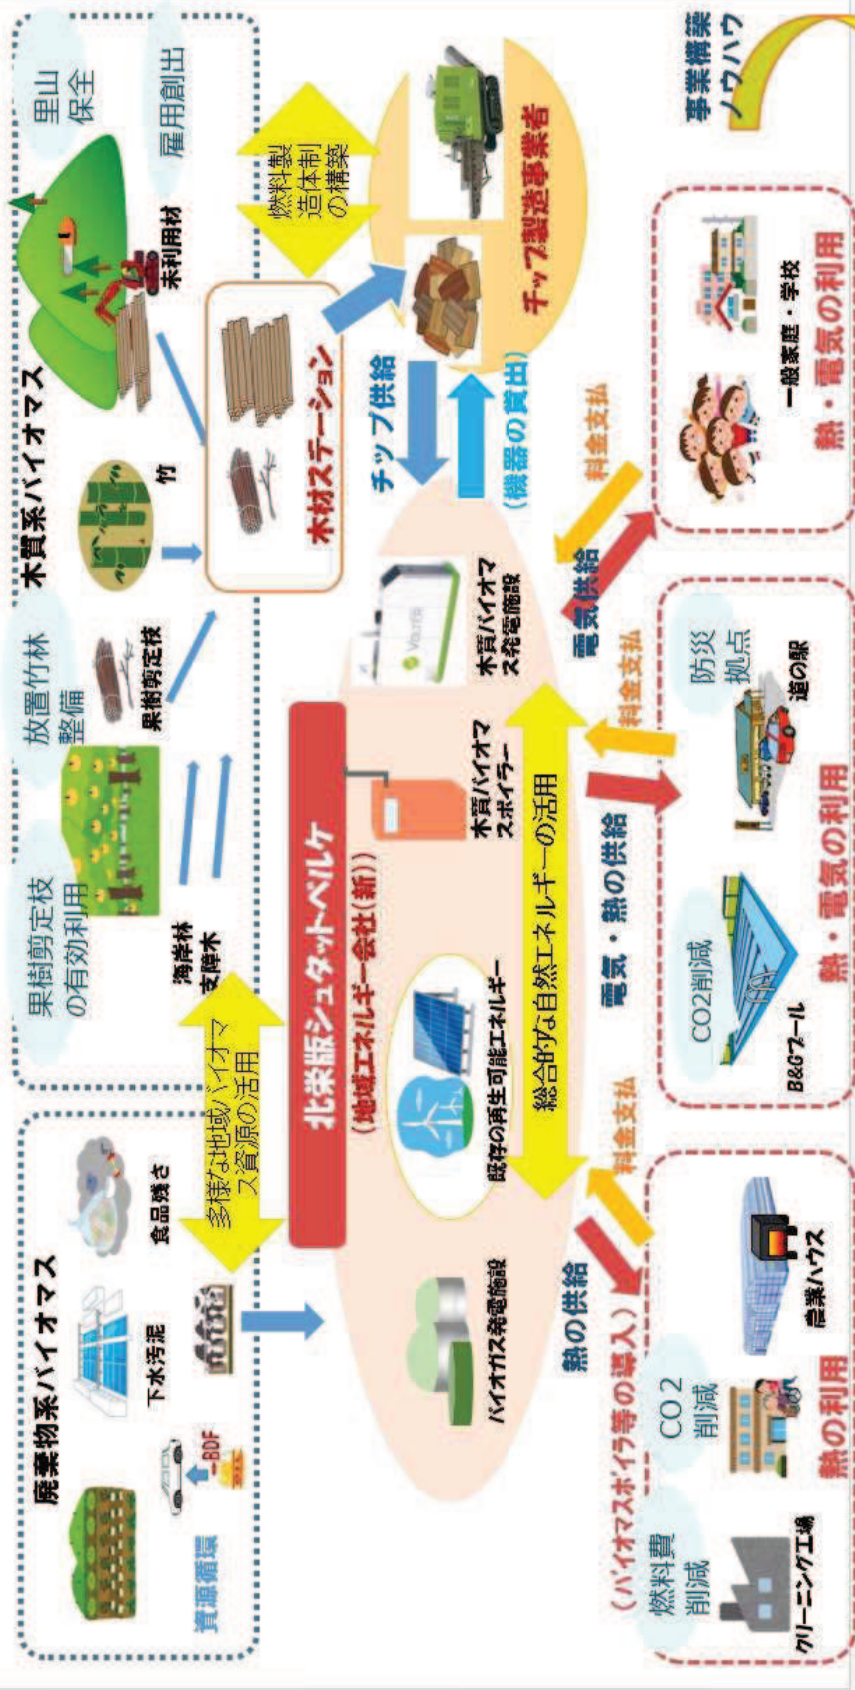 廃棄物系バイオマス
資源循環
BDF
下水汚泥
食品残さ
多様な地域バイオマ
ス資源の活用
果樹剪定枝
の有効利用
海岸林
支障木
放置竹林
整備
果樹剪定枝
木質系バイオマス
竹
未利用材
里山
保全
雇用創出
木材ステーション
燃料製
造体制
の構築
チップ製造事業者
チップ供給
(機器の貸出)
北栄版シュタットベルケ
(地域エネルギー会社(新))
バイオガス発電施設
既存の再生可能エネルギー
木質バイオマ
スボイラー
木質バイオマ
ス発電施設
総合的な自然エネルギーの活用
熱の供給
(バイオマスボイラ等の導入)
料金支払
電気・熱の供給
料金支払
電気供給
料金支払
燃料費
削減
CO2
削減
クリーニング工場
農業ハウス
熱の利用
CO2削減
B&Gプール
防災
拠点
道の駅
熱・電気の利用
一般家庭・学校
熱・電気の利用
事業構築
ノウハウ